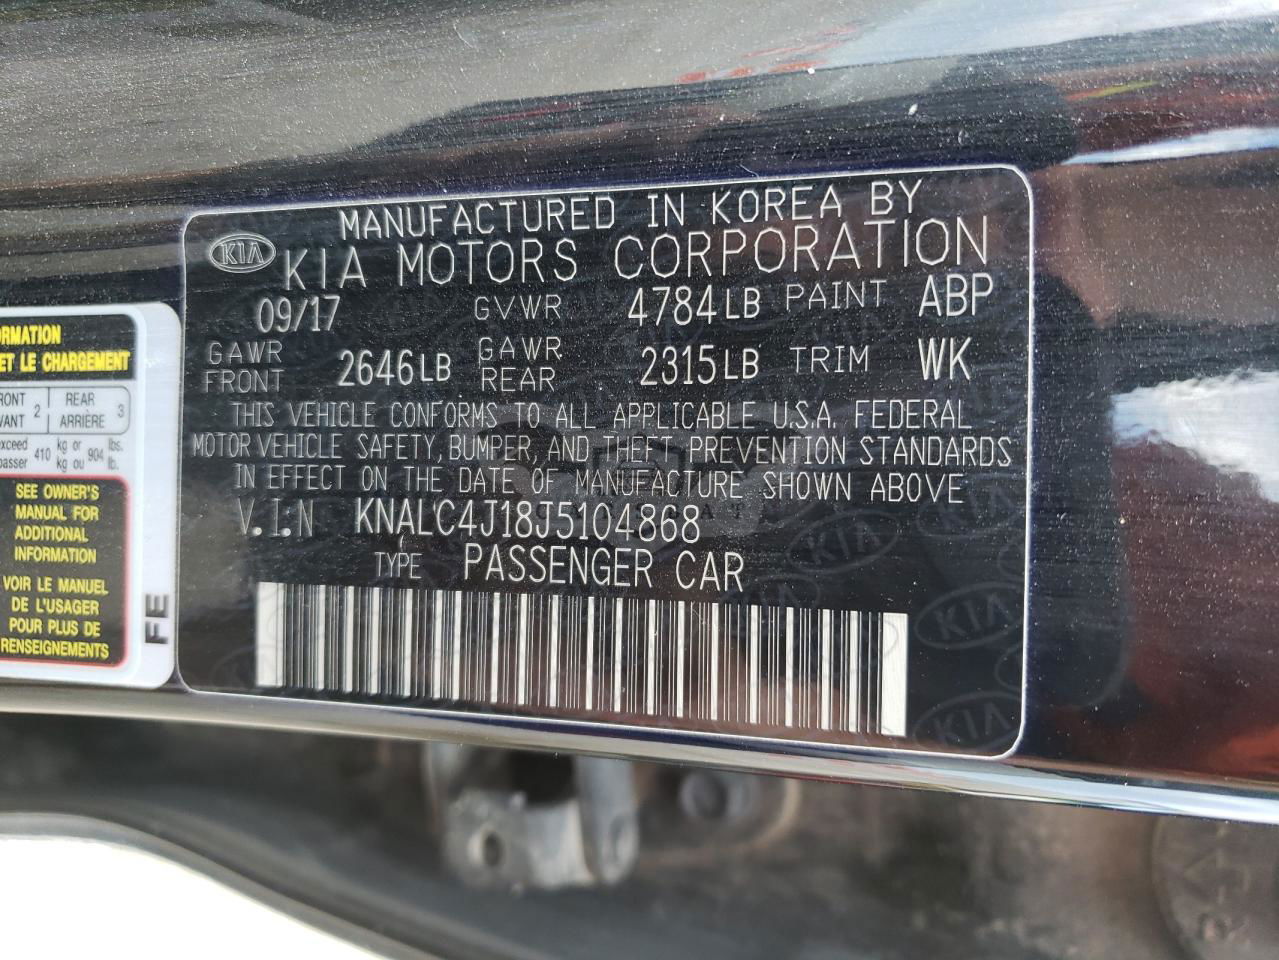 MANUFACTURED IN KOREA BY
KIA KIA MOTORS CORPORATION
09/17 GVWR 4784LB PAINT ABP
GAWR FRONT 2646LB GAWR REAR 2315LB TRIM WK
THIS VEHICLE CONFORMS TO ALL APPLICABLE U.S.A. FEDERAL
MOTOR VEHICLE SAFETY, BUMPER, AND THEFT PREVENTION STANDARDS
IN EFFECT ON THE DATE OF MANUFACTURE SHOWN ABOVE
V.I.N KNALC4J18J5104868
TYPE PASSENGER CAR
KIA
KIA
KIA
ET LE CHARGEMENT
2 REAR
ARRIÈRE 3
410 kg or 904 lbs.
kg ou lb.
SEE OWNER'S
MANUAL FOR
ADDITIONAL
INFORMATION
VOIR LE MANUEL
DE L'USAGER
POUR PLUS DE
RENSEIGNEMENTS
FE